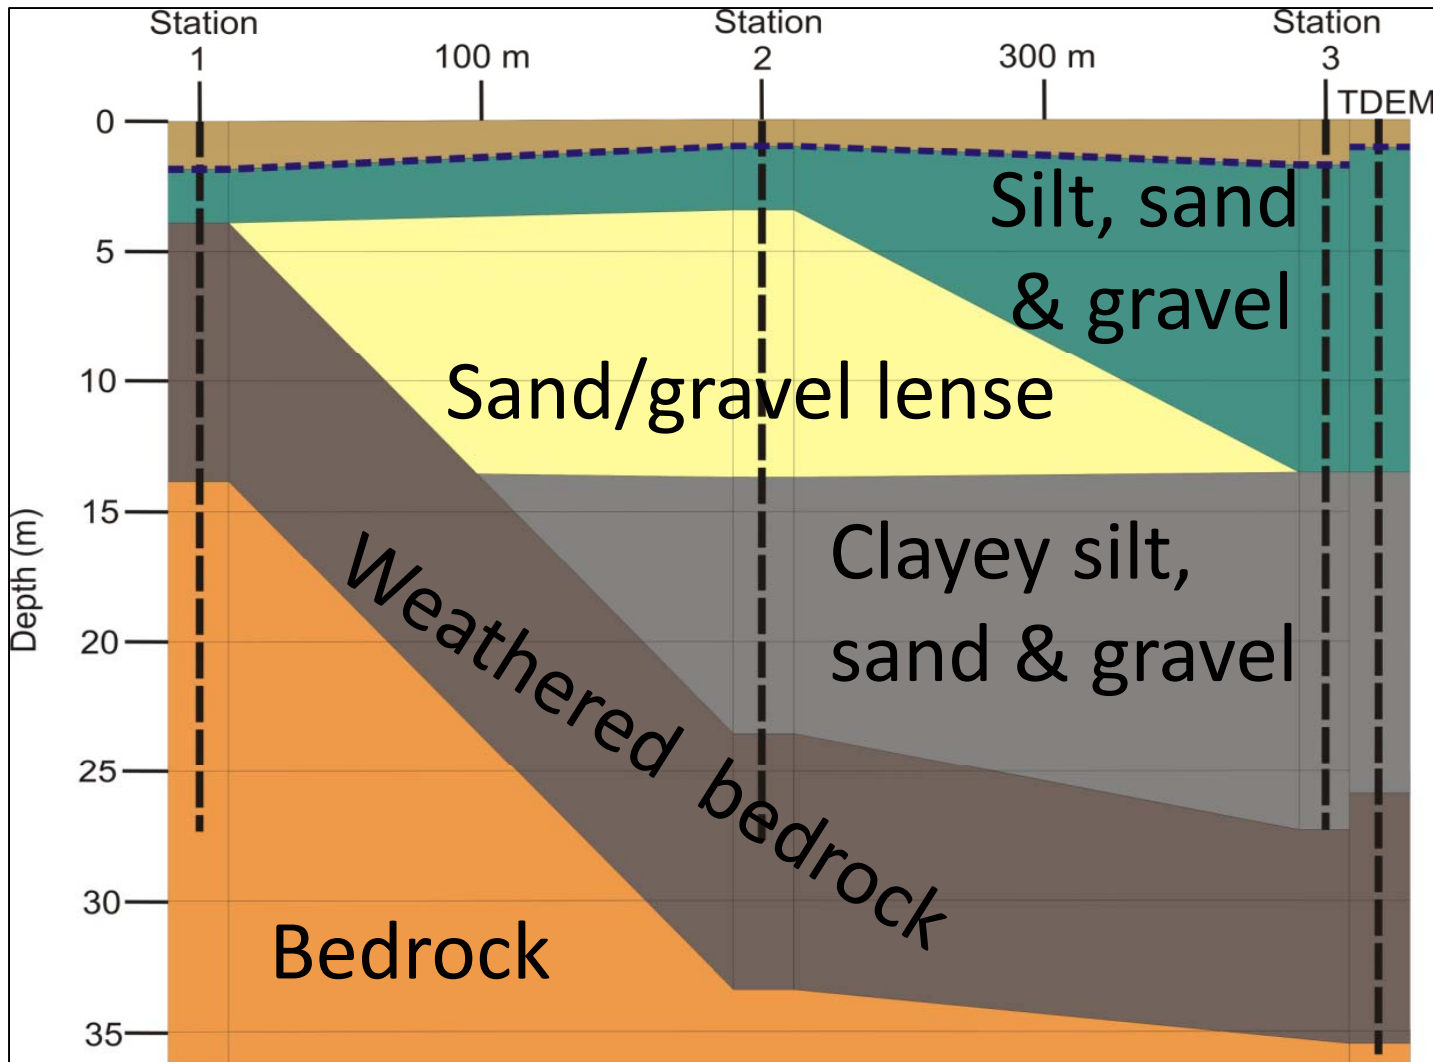 Station
1
100 m
Station
2
300 m
Station
3
TDEM
0
5
10
15
20
25
30
35
Depth (m)
Silt, sand
& gravel
Sand/gravel lense
Clayey silt,
sand & gravel
Weathered bedrock
Bedrock